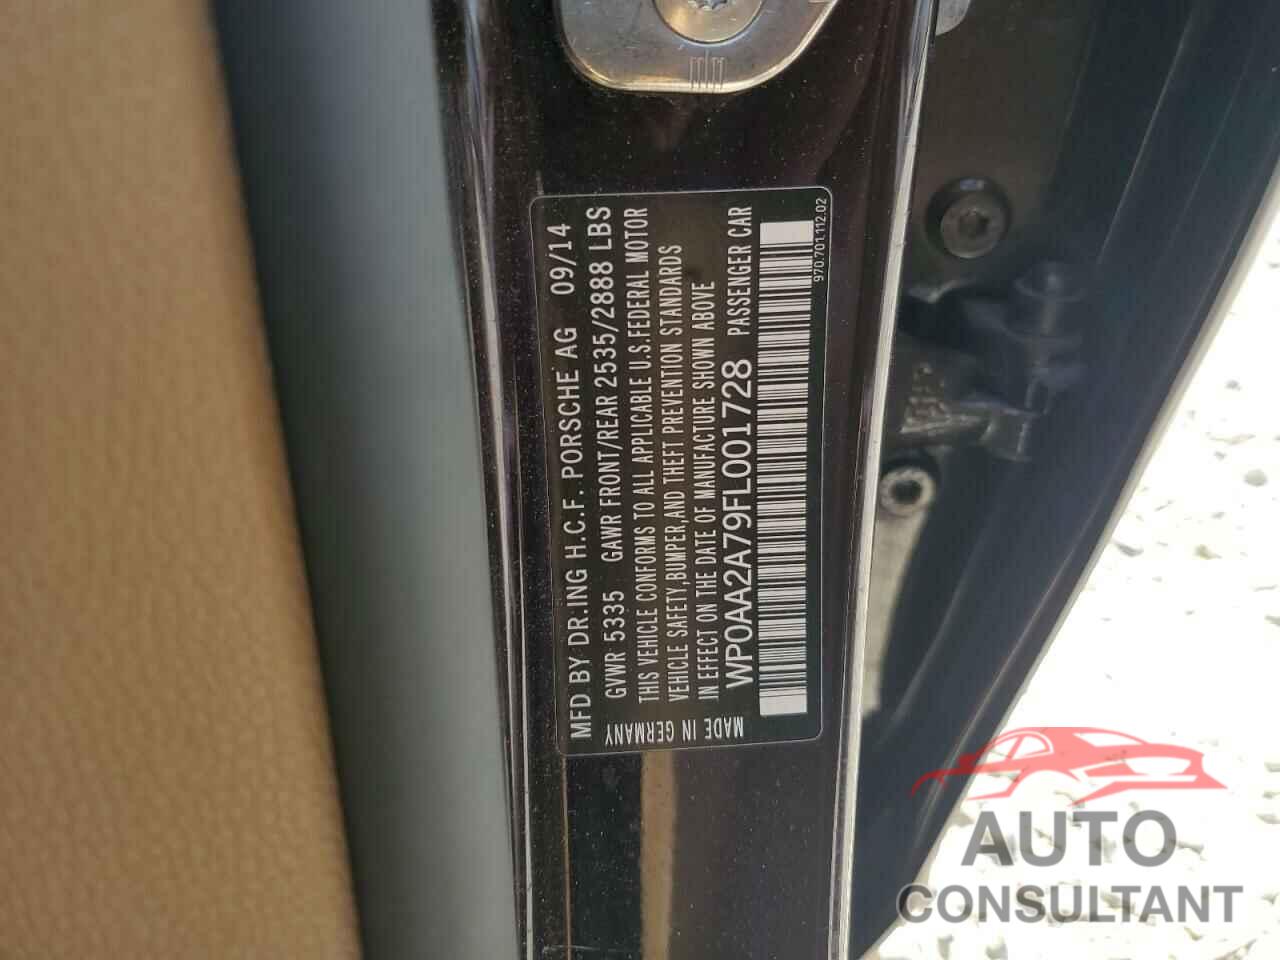 MFD BY DR.ING H.C.F. PORSCHE AG 09/14
GVWR 5335 GAWR FRONT/REAR 2535/2888 LBS
THIS VEHICLE CONFORMS TO ALL APPLICABLE U.S.FEDERAL MOTOR
VEHICLE SAFETY,BUMPER,AND THEFT PREVENTION STANDARDS
IN EFFECT ON THE DATE OF MANUFACTURE SHOWN ABOVE
WP0AA2A79FL001728 PASSENGER CAR
MADE IN GERMANY
970.701.112.02
AUTO
CONSULTANT